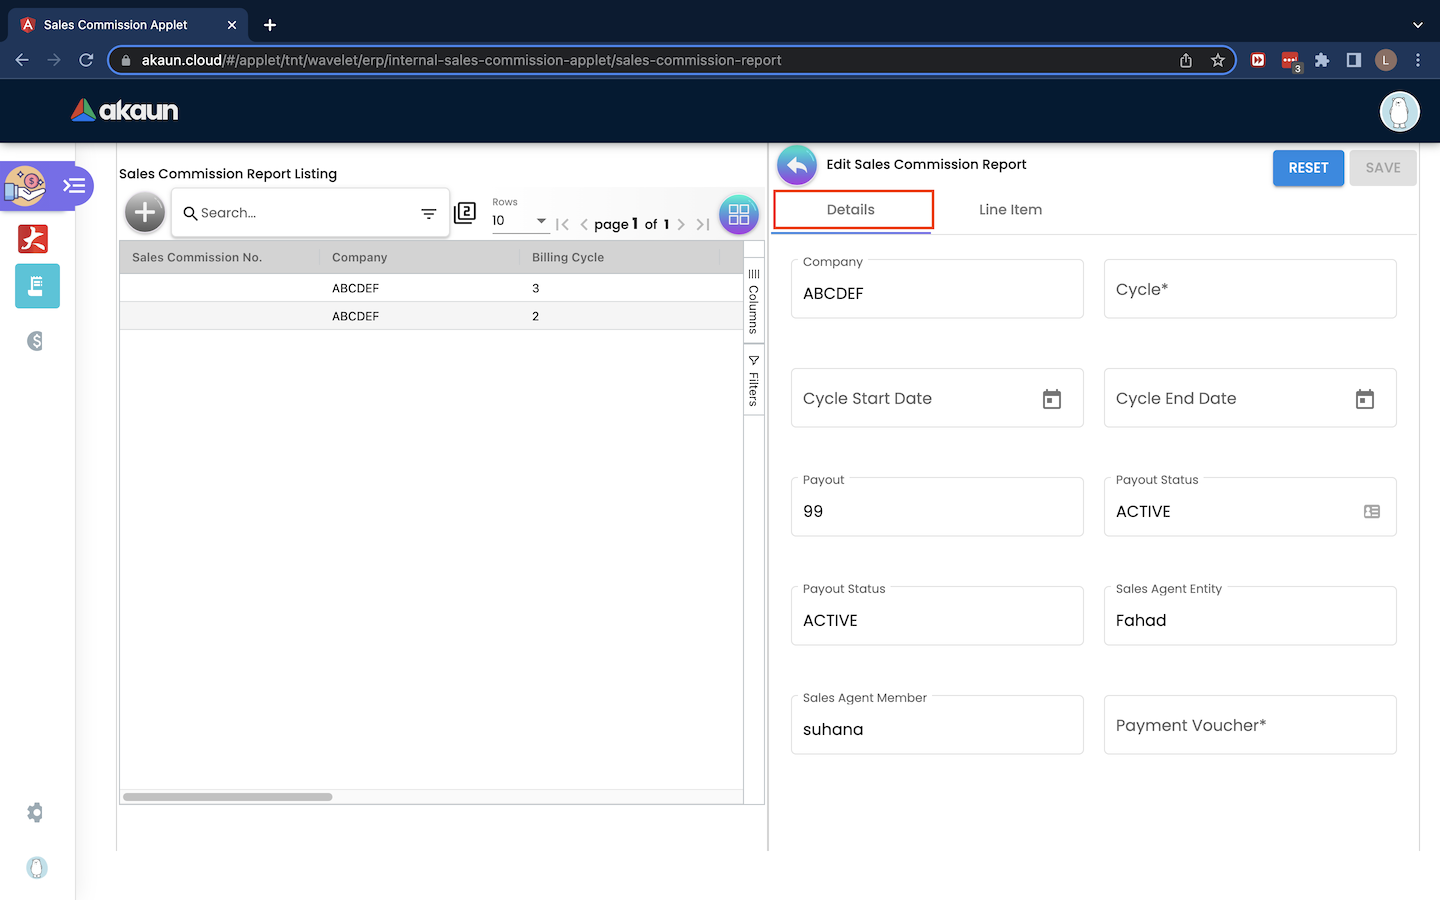 Sales Commission Applet
akaun.cloud/#/applet/tnt/wavelet/erp/internal-sales-commission-applet/sales-commission-report
3
L
akaun
Sales Commission Report Listing
Search...
2
Rows
10
page 1 of 1
Sales Commission No. Company Billing Cycle
ABCDEF 3
ABCDEF 2
Columns
Filters
Edit Sales Commission Report
RESET
SAVE
Details
Line Item
Company
ABCDEF
Cycle*
Cycle Start Date
Cycle End Date
Payout
99
Payout Status
ACTIVE
Payout Status
ACTIVE
Sales Agent Entity
Fahad
Sales Agent Member
suhana
Payment Voucher*